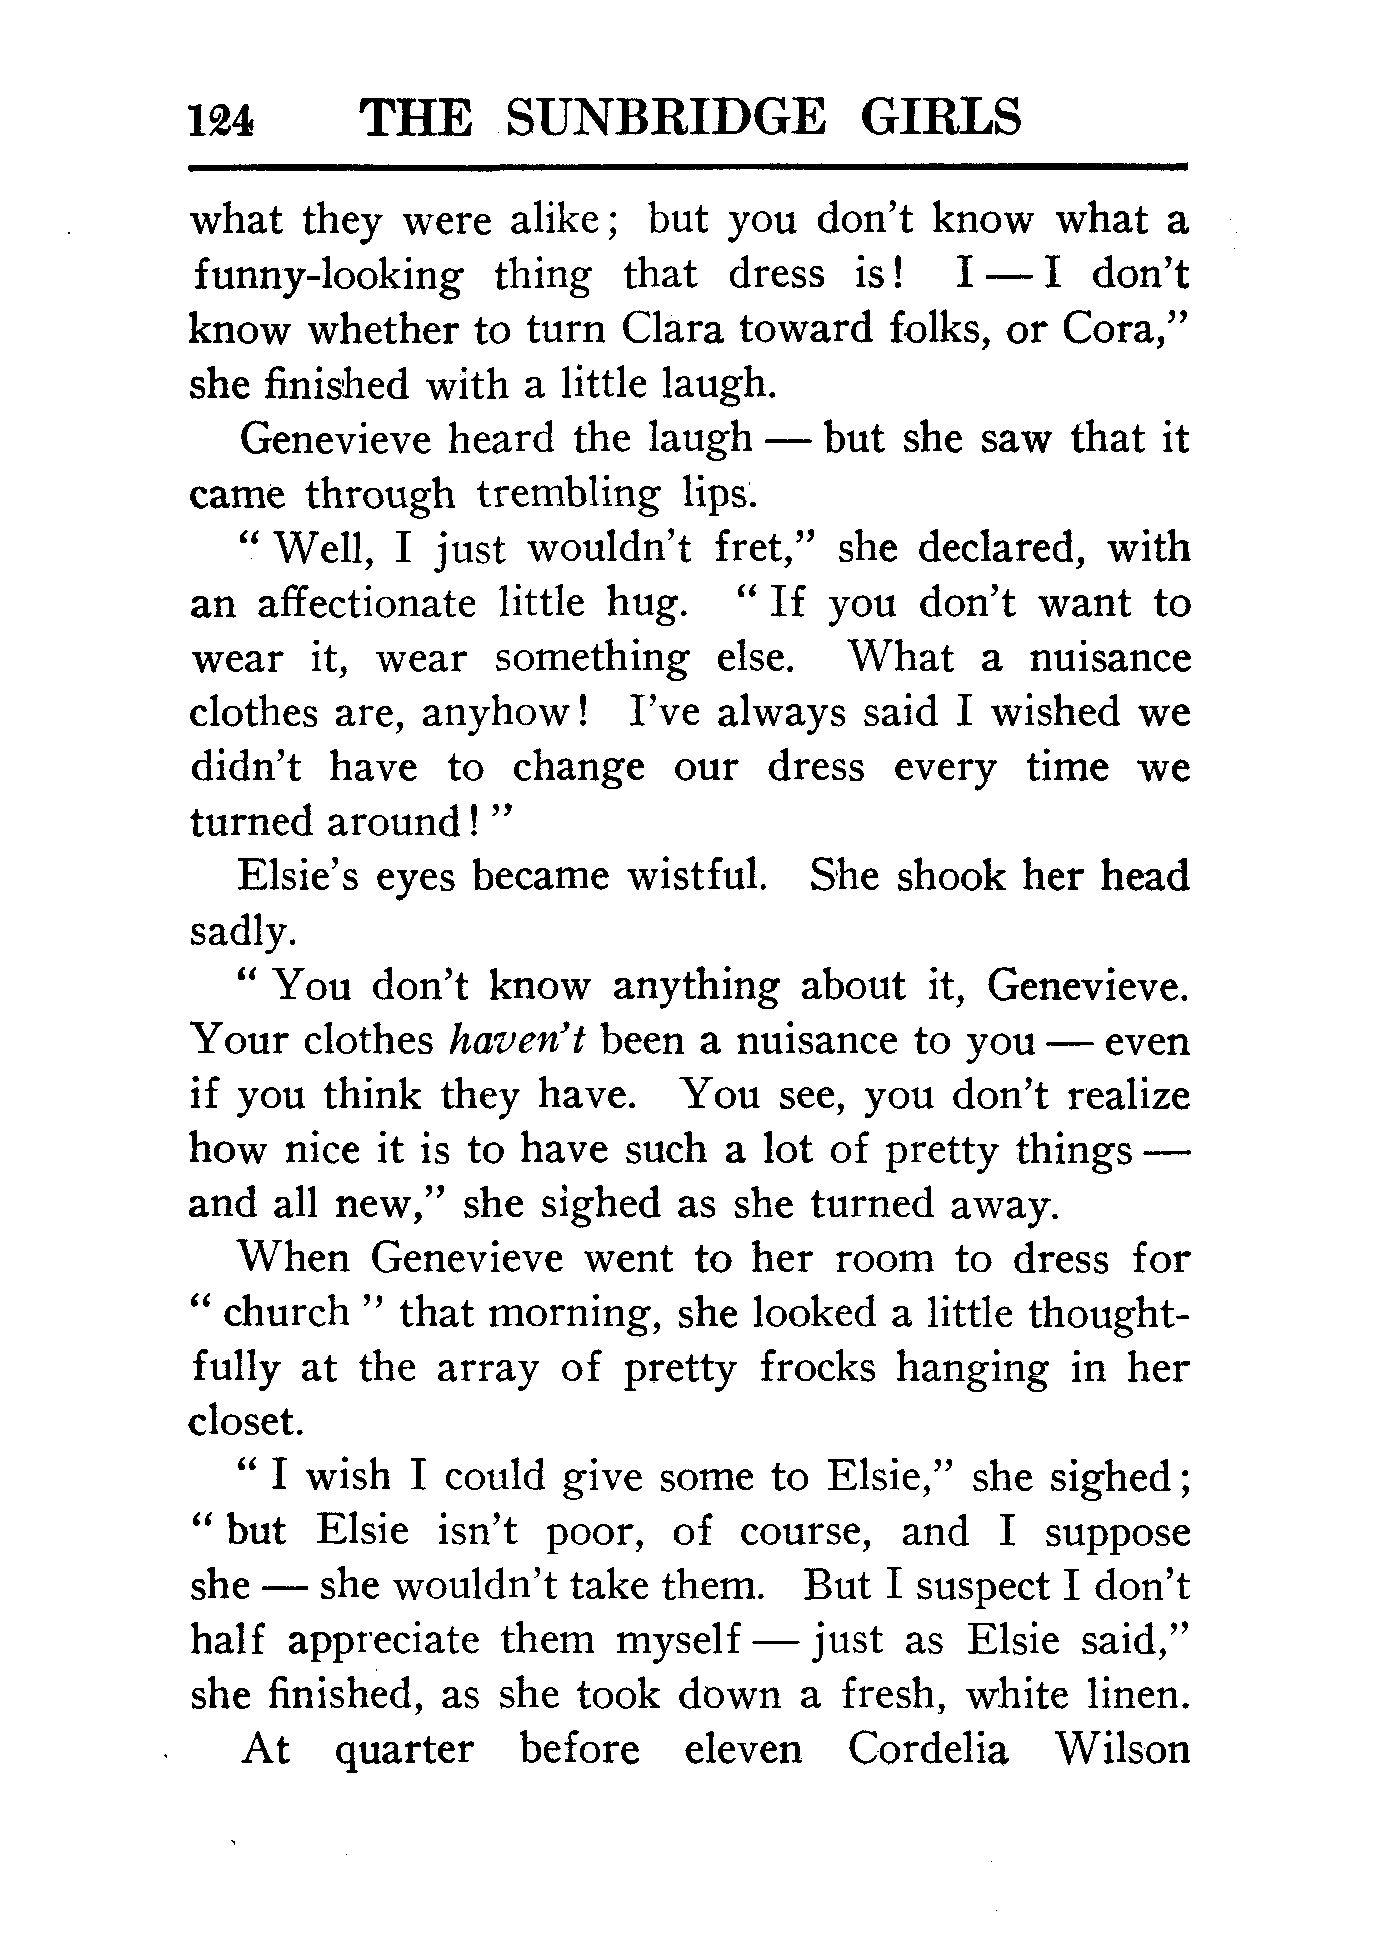 124 THE SUNBRIDGE GIRLS
what they were alike; but you don't know what a
funny-looking thing that dress is! I — I don't
know whether to turn Clara toward folks, or Cora,"
she finished with a little laugh.
Genevieve heard the laugh — but she saw that it
came through trembling lips.
" Well, I just wouldn't fret," she declared, with
an affectionate little hug. " If you don't want to
wear it, wear something else. What a nuisance
clothes are, anyhow! I've always said I wished we
didn't have to change our dress every time we
turned around! "
Elsie's eyes became wistful. She shook her head
sadly.
" You don't know anything about it, Genevieve.
Your clothes haven't been a nuisance to you — even
if you think they have. You see, you don't realize
how nice it is to have such a lot of pretty things —
and all new," she sighed as she turned away.
When Genevieve went to her room to dress for
" church " that morning, she looked a little thought-
fully at the array of pretty frocks hanging in her
closet.
" I wish I could give some to Elsie," she sighed;
" but Elsie isn't poor, of course, and I suppose
she — she wouldn't take them. But I suspect I don't
half appreciate them myself — just as Elsie said,"
she finished, as she took down a fresh, white linen.
At quarter before eleven Cordelia Wilson